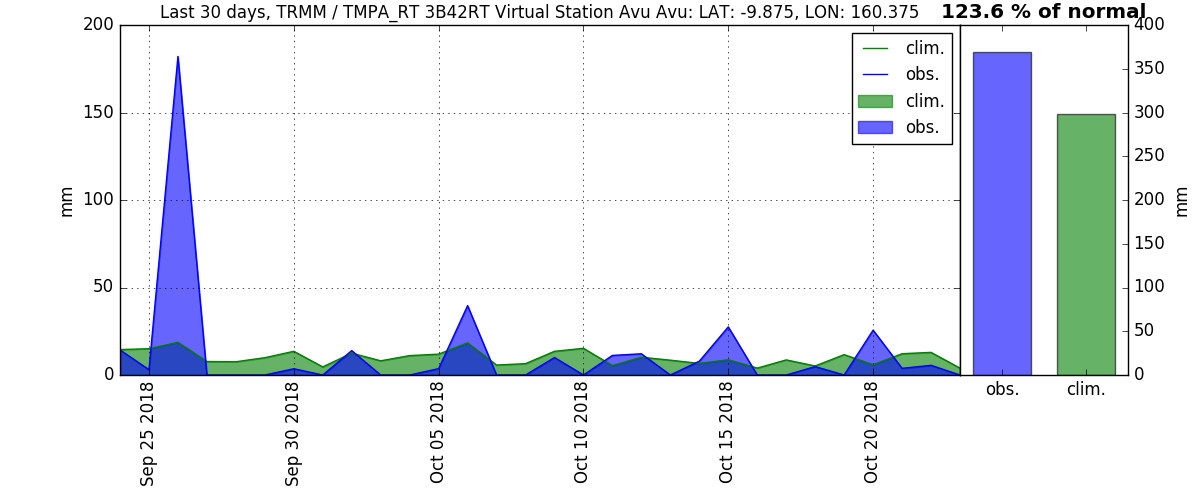 Last 30 days, TRMM / TMPA_RT 3B42RT Virtual Station Avu Avu: LAT: -9.875, LON: 160.375
123.6 % of normal
200
150
100
50
0
mm
clim.
obs.
clim.
obs.
Sep 25 2018
Sep 30 2018
Oct 05 2018
Oct 10 2018
Oct 15 2018
Oct 20 2018
400
350
300
250
200
150
100
50
0
mm
obs.
clim.